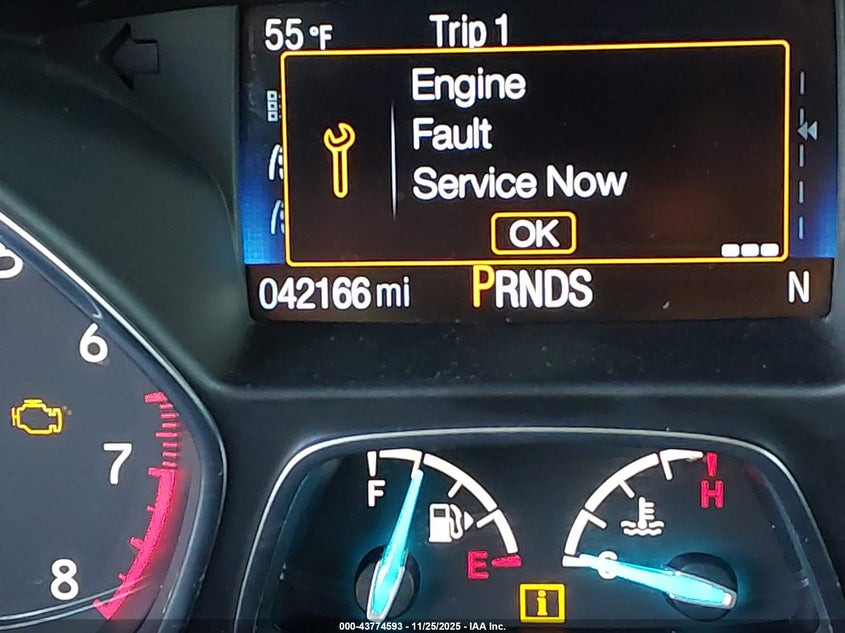 55°F Trip 1
Engine
Fault
Service Now
OK
042166 mi PRNDS N
6
7
8
F
E
H
C
i
000-43774593 - 11/25/2025 - IAA Inc.